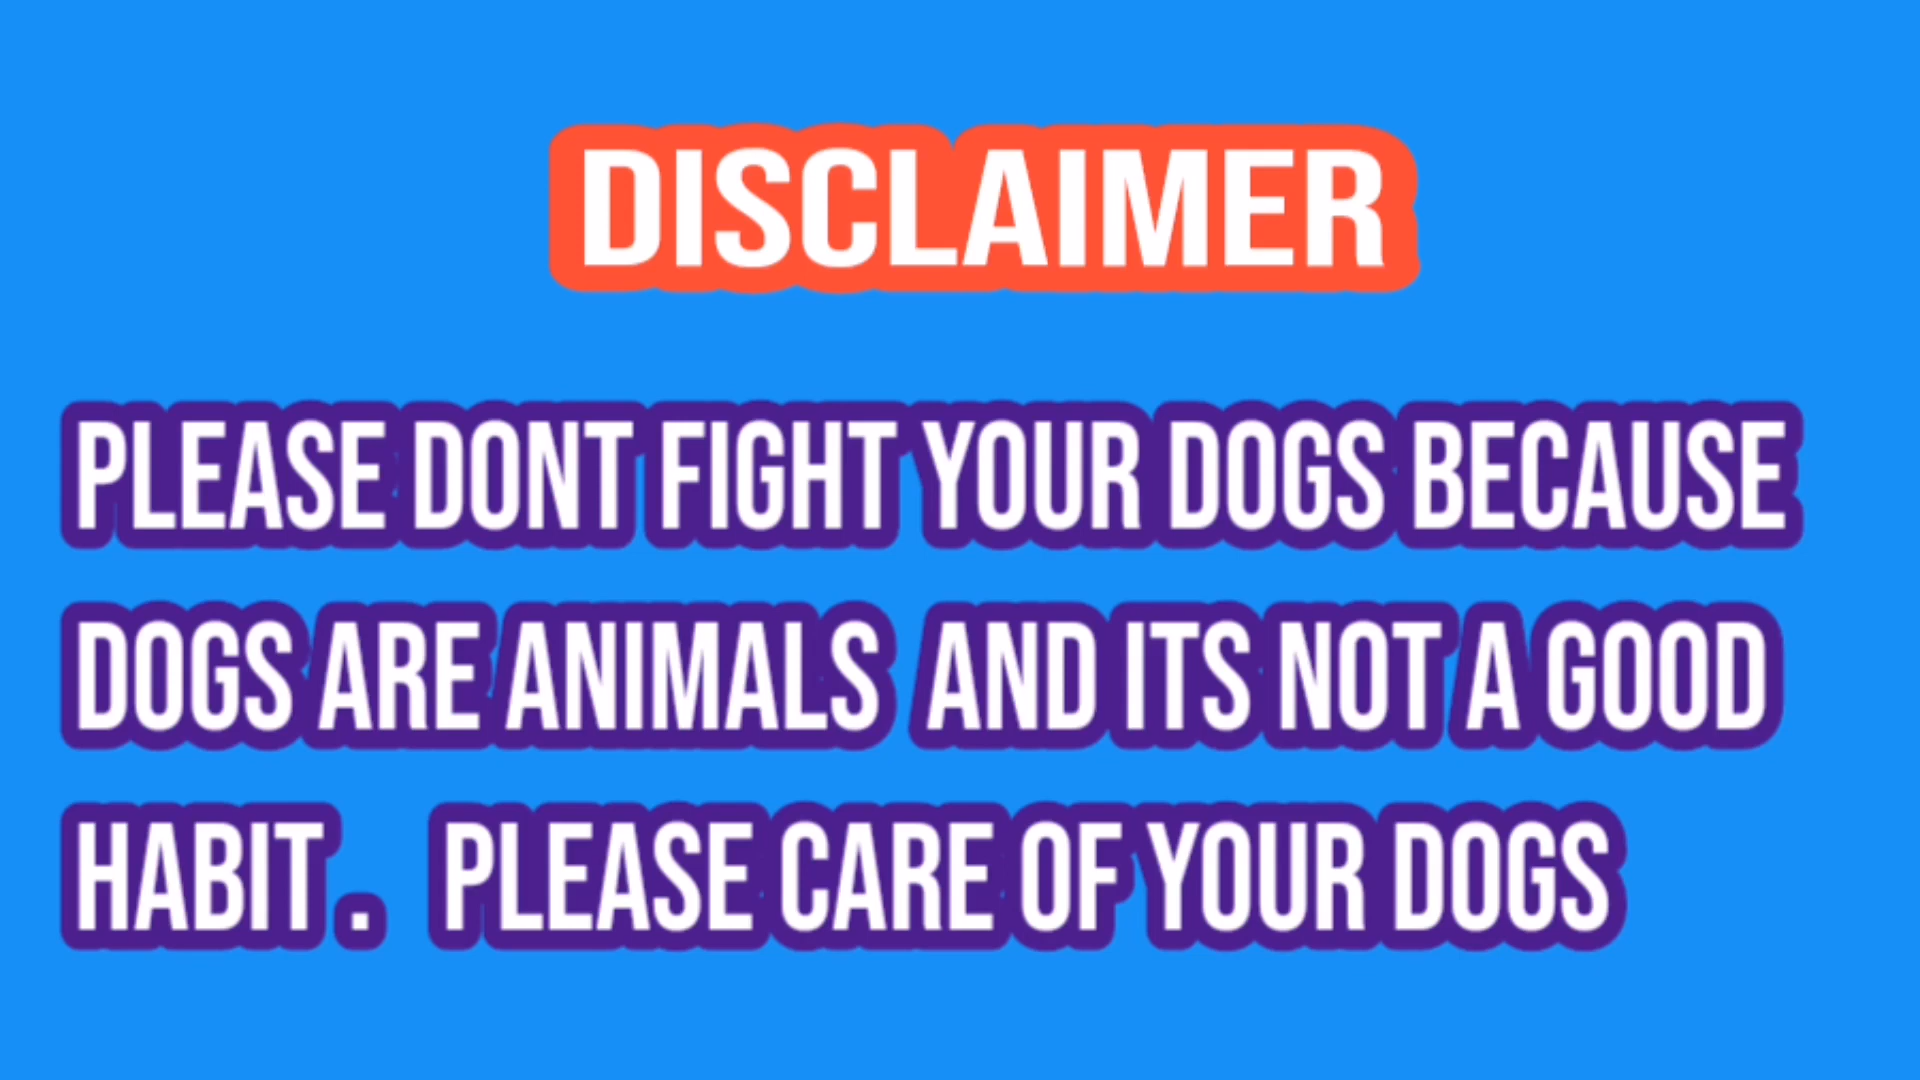 DISCLAIMER
PLEASE DONT FIGHT YOUR DOGS BECAUSE
DOGS ARE ANIMALS AND ITS NOT A GOOD
HABIT. PLEASE CARE OF YOUR DOGS